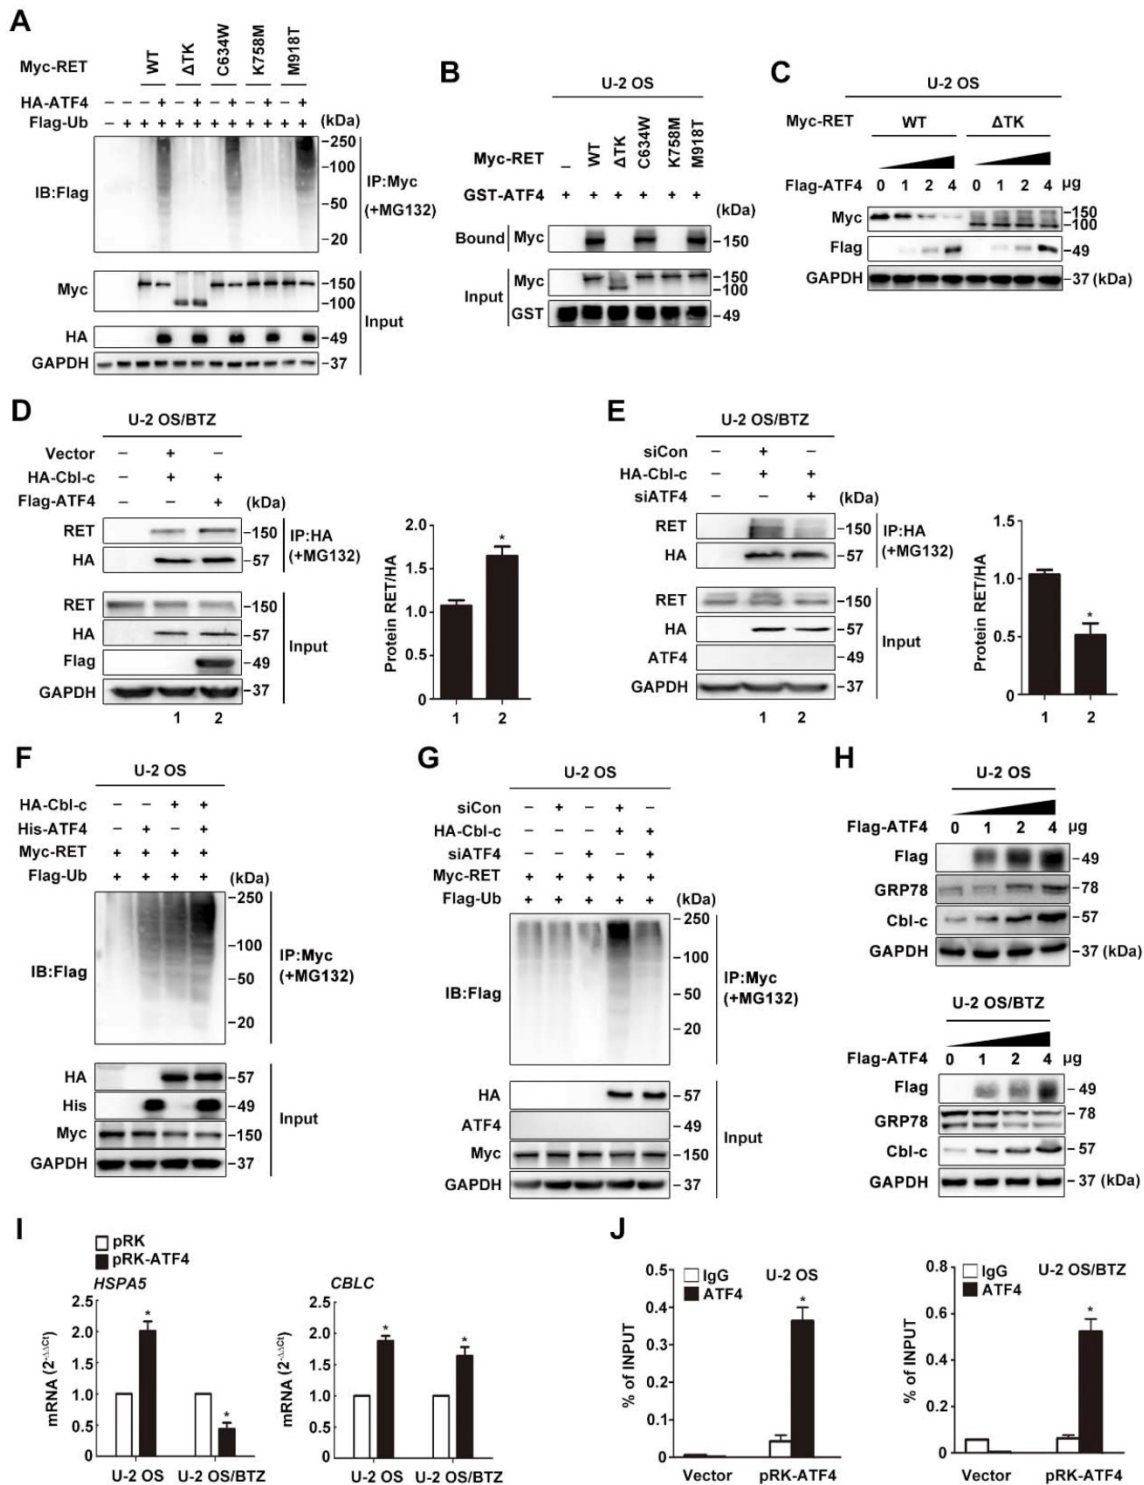 A
Myc-RET WT ΔTK C634W K758M M918T
HA-ATF4 – – – + – + – + – + – +
Flag-Ub – + + + + + + + + + + + (kDa)
IB:Flag
250
100
50
20
IP:Myc
(+MG132)
Myc 150
100
HA 49
GAPDH 37
Input
B
U-2 OS
Myc-RET – WT ΔTK C634W K758M M918T
GST-ATF4 + + + + + +
(kDa)
Bound Myc 150
Input Myc 150
100
GST 49
C
U-2 OS
Myc-RET WT ΔTK
Flag-ATF4 0 1 2 4 0 1 2 4 μg
Myc 150
100
Flag 49
GAPDH 37 (kDa)
D
U-2 OS/BTZ
Vector – + –
HA-Cbl-c – + +
Flag-ATF4 – – + (kDa)
RET 150
HA 57
IP:HA
(+MG132)
RET 150
HA 57
Flag 49
GAPDH 37
Input
1 2
Protein RET/HA
2.0
1.5
1.0
0.5
0
*
1 2
E
U-2 OS/BTZ
siCon – + –
HA-Cbl-c – + +
siATF4 – – + (kDa)
RET 150
HA 57
IP:HA
(+MG132)
RET 150
HA 57
ATF4 49
GAPDH 37
Input
1 2
Protein RET/HA
1.5
1.0
0.5
0
*
1 2
F
U-2 OS
HA-Cbl-c – – + +
His-ATF4 – + – +
Myc-RET + + + +
Flag-Ub + + + + (kDa)
IB:Flag
250
100
50
20
IP:Myc
(+MG132)
HA 57
His 49
Myc 150
GAPDH 37
Input
G
U-2 OS
siCon – + – + –
HA-Cbl-c – – – + +
siATF4 – – + – +
Myc-RET + + + + +
Flag-Ub + + + + + (kDa)
IB:Flag
250
100
50
20
IP:Myc
(+MG132)
HA 57
ATF4 49
Myc 150
GAPDH 37
Input
H
U-2 OS
Flag-ATF4 0 1 2 4 μg
Flag 49
GRP78 78
Cbl-c 57
GAPDH 37 (kDa)
U-2 OS/BTZ
Flag-ATF4 0 1 2 4 μg
Flag 49
GRP78 78
Cbl-c 57
GAPDH 37 (kDa)
I
pRK
pRK-ATF4
HSPA5
mRNA (2-ΔΔCt)
2.5
2.0
1.5
1.0
0.5
0
*
*
U-2 OS U-2 OS/BTZ
CBLC
mRNA (2-ΔΔCt)
2.5
2.0
1.5
1.0
0.5
0
*
*
U-2 OS U-2 OS/BTZ
J
IgG
ATF4
U-2 OS
% of INPUT
0.5
0.4
0.3
0.2
0.1
0
*
Vector pRK-ATF4
IgG
ATF4
U-2 OS/BTZ
% of INPUT
0.8
0.6
0.4
0.2
0
*
Vector pRK-ATF4